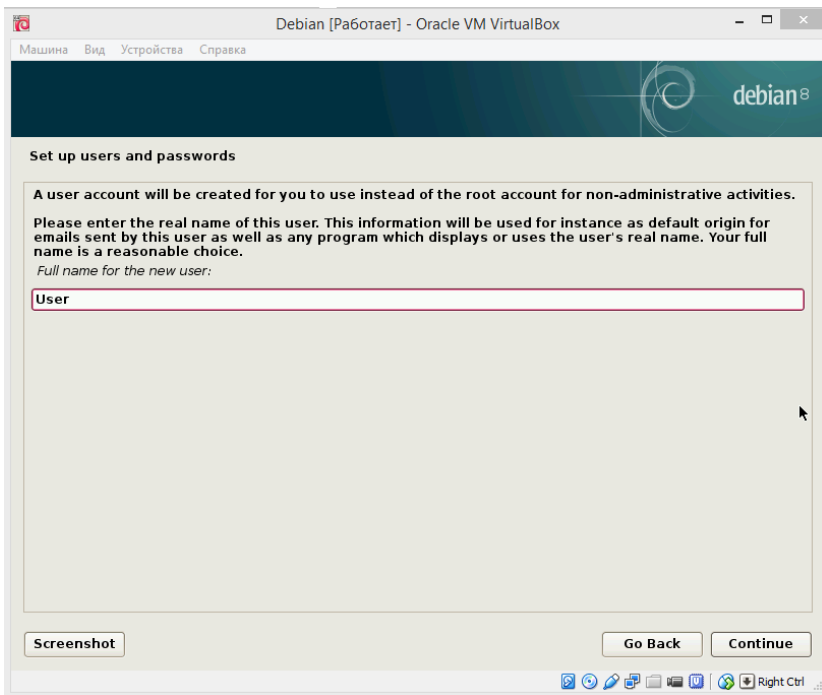 Debian [Работает] - Oracle VM VirtualBox
Машина Вид Устройства Справка
debian 8
Set up users and passwords
A user account will be created for you to use instead of the root account for non-administrative activities.
Please enter the real name of this user. This information will be used for instance as default origin for
emails sent by this user as well as any program which displays or uses the user's real name. Your full
name is a reasonable choice.
Full name for the new user:
User
Screenshot Go Back Continue
Right Ctrl